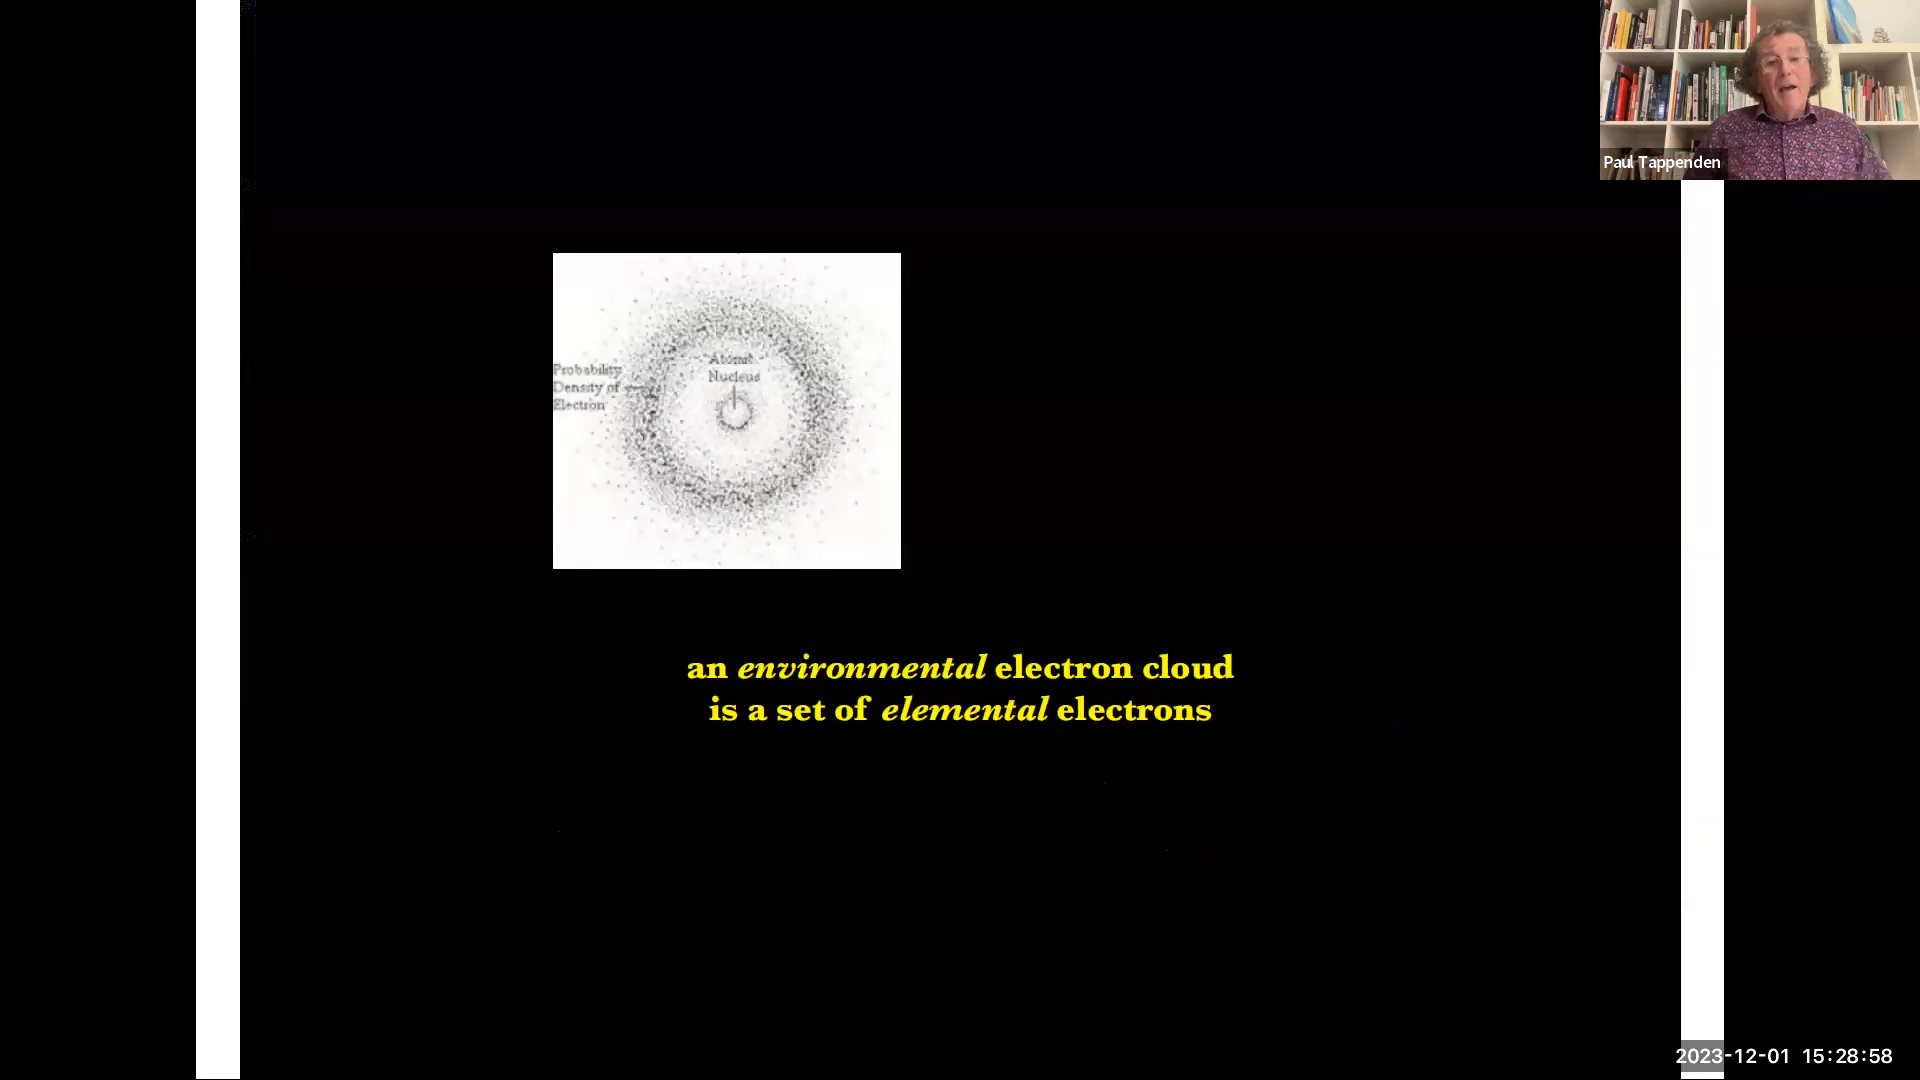 Paul Tappenden
Atomic
Nucleus
Probability
Density of
Electron
an environmental electron cloud
is a set of elemental electrons
2023-12-01 15:28:58